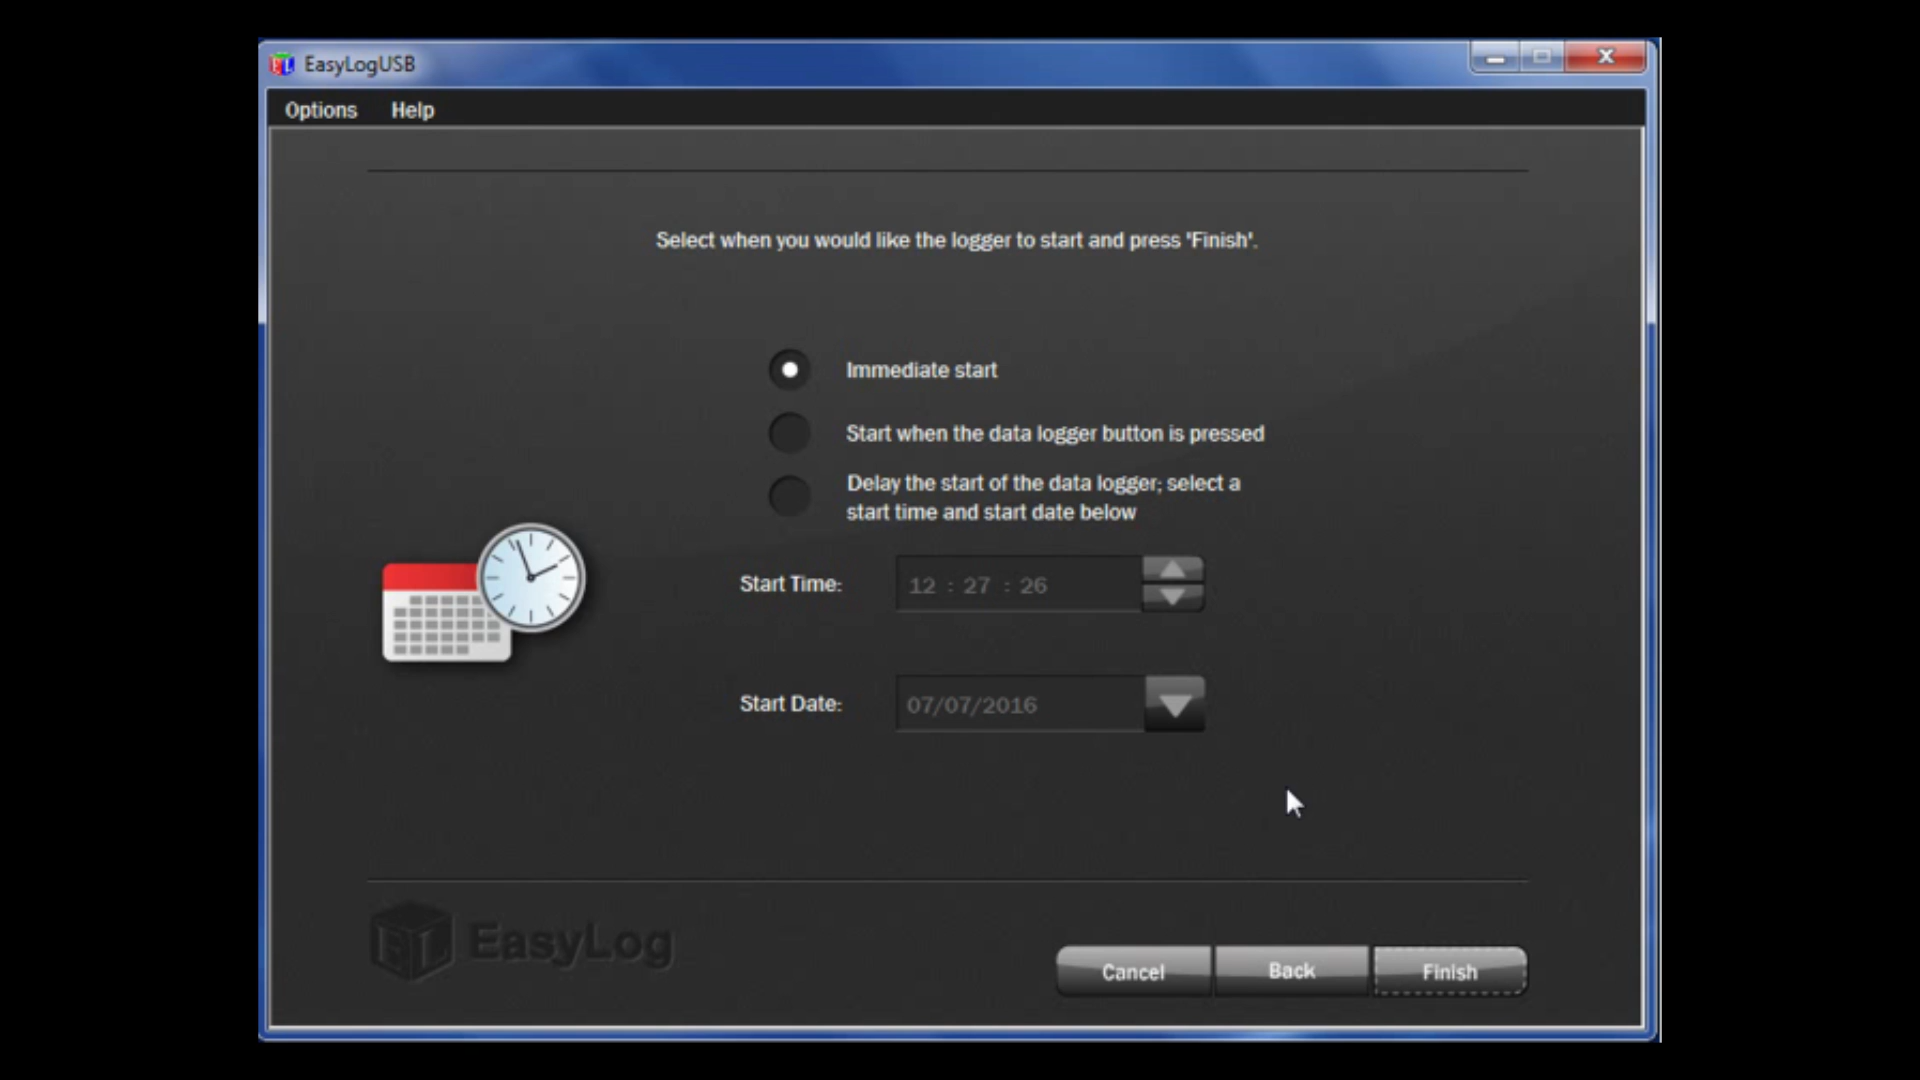 EasyLogUSB
Options Help
Select when you would like the logger to start and press 'Finish'.
Immediate start
Start when the data logger button is pressed
Delay the start of the data logger; select a
start time and start date below
Start Time: 12 : 27 : 26
Start Date: 07/07/2016
EL EasyLog
Cancel Back Finish